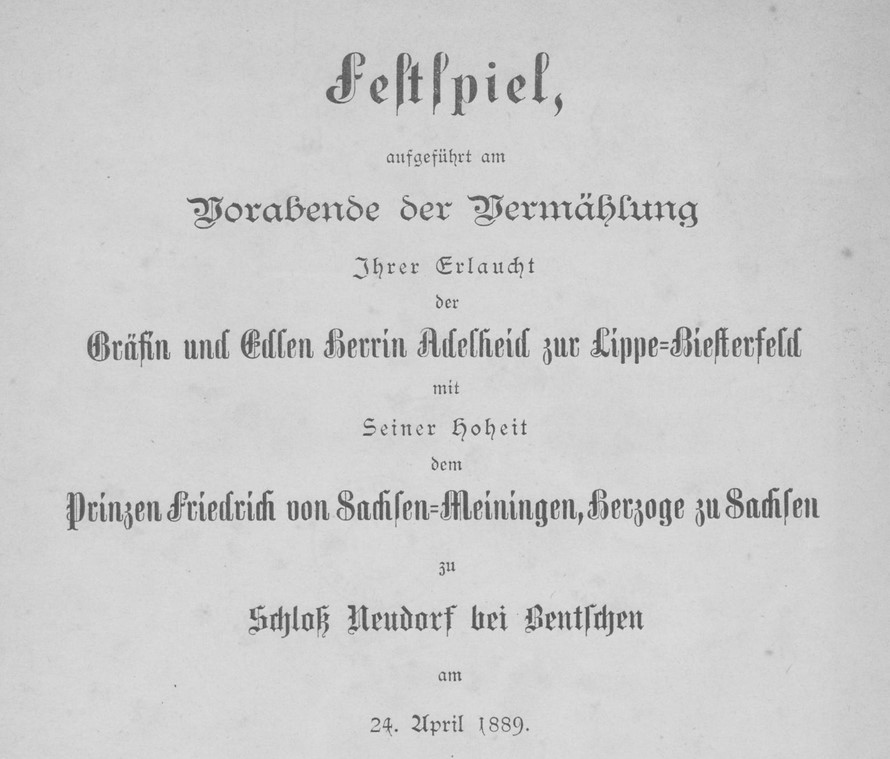 Festspiel,
aufgeführt am
Vorabende der Vermählung
Ihrer Erlaucht
der
Gräfin und Edlen Herrin Adelheid zur Lippe=Biesterfeld
mit
Seiner Hoheit
dem
Prinzen Friedrich von Sachsen=Meiningen, Herzoge zu Sachsen
zu
Schloß Neudorf bei Bentschen
am
24. April 1889.